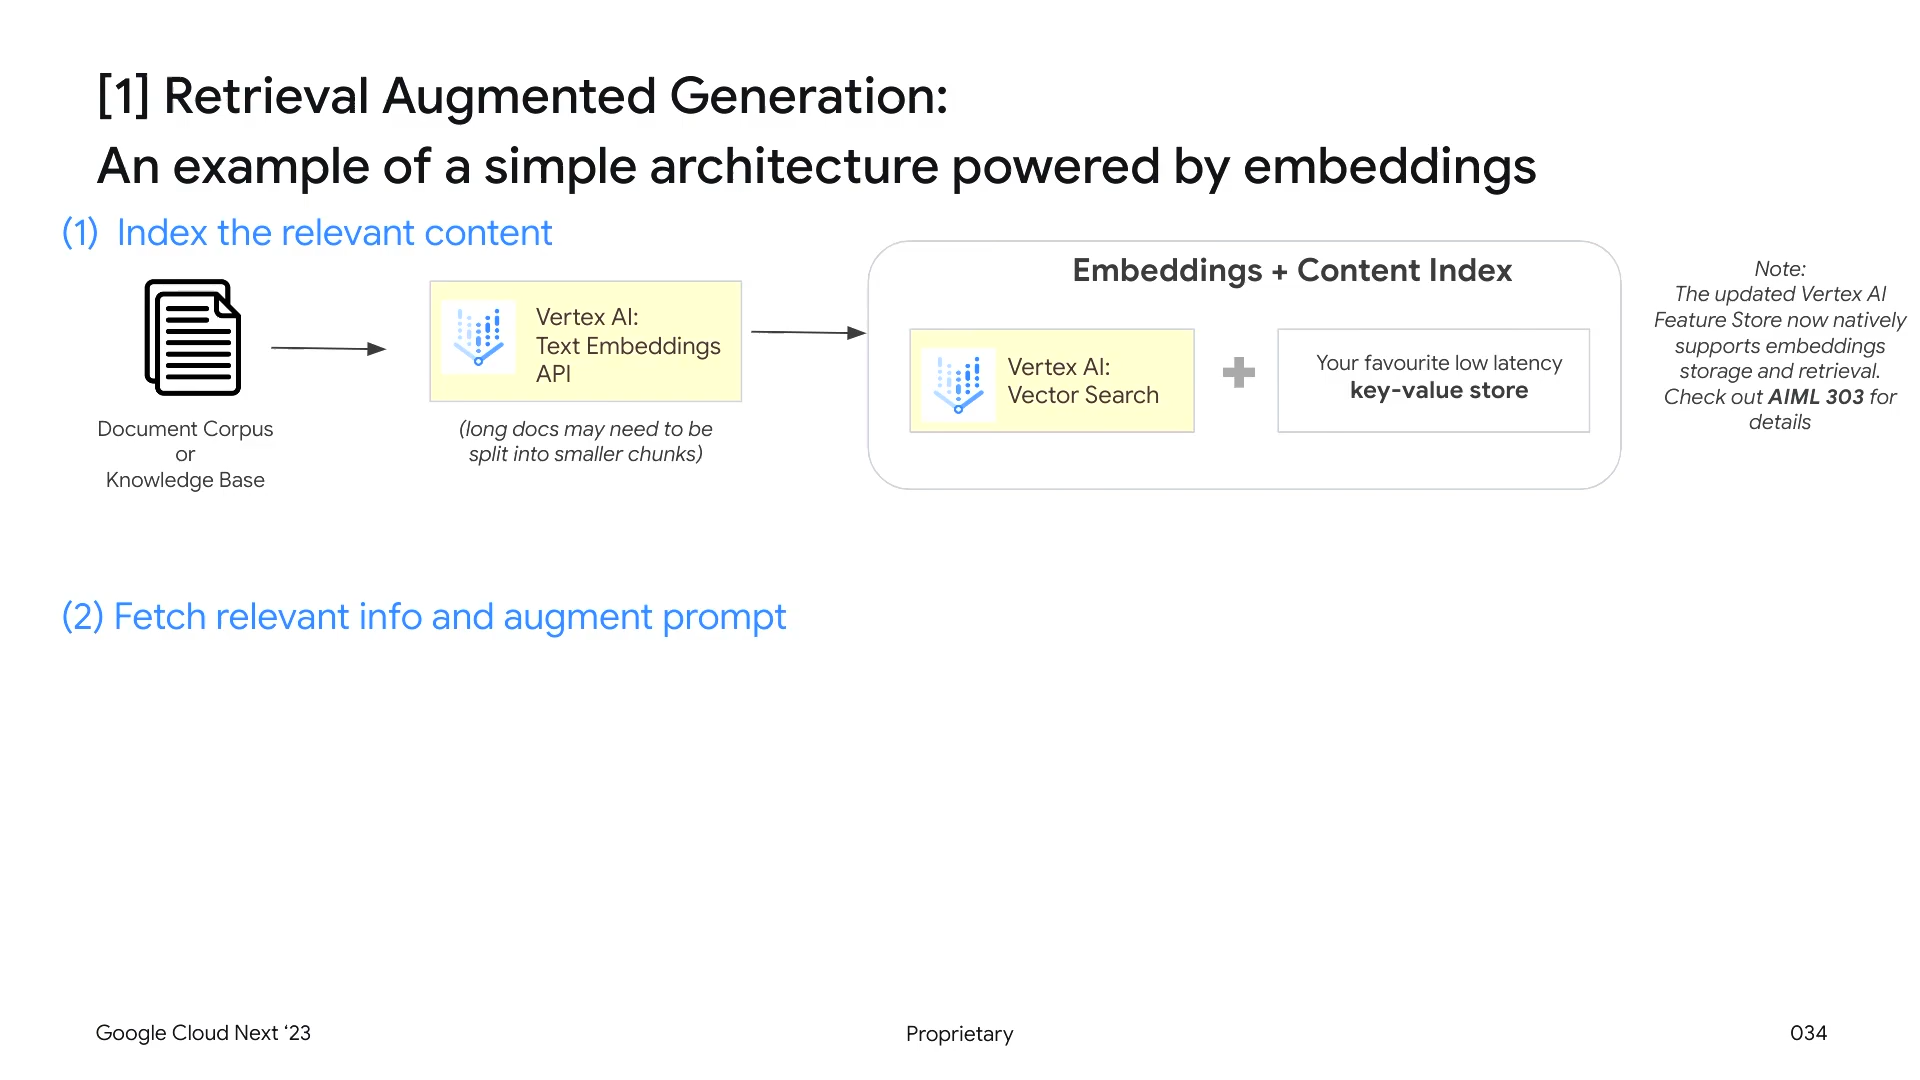 [1] Retrieval Augmented Generation:
An example of a simple architecture powered by embeddings
(1) Index the relevant content
Document Corpus
or
Knowledge Base
Vertex AI:
Text Embeddings
API
(long docs may need to be
split into smaller chunks)
Embeddings + Content Index
Vertex AI:
Vector Search
Your favourite low latency
key-value store
Note:
The updated Vertex AI
Feature Store now natively
supports embeddings
storage and retrieval.
Check out AIML 303 for
details
(2) Fetch relevant info and augment prompt
Google Cloud Next ‘23
Proprietary
034